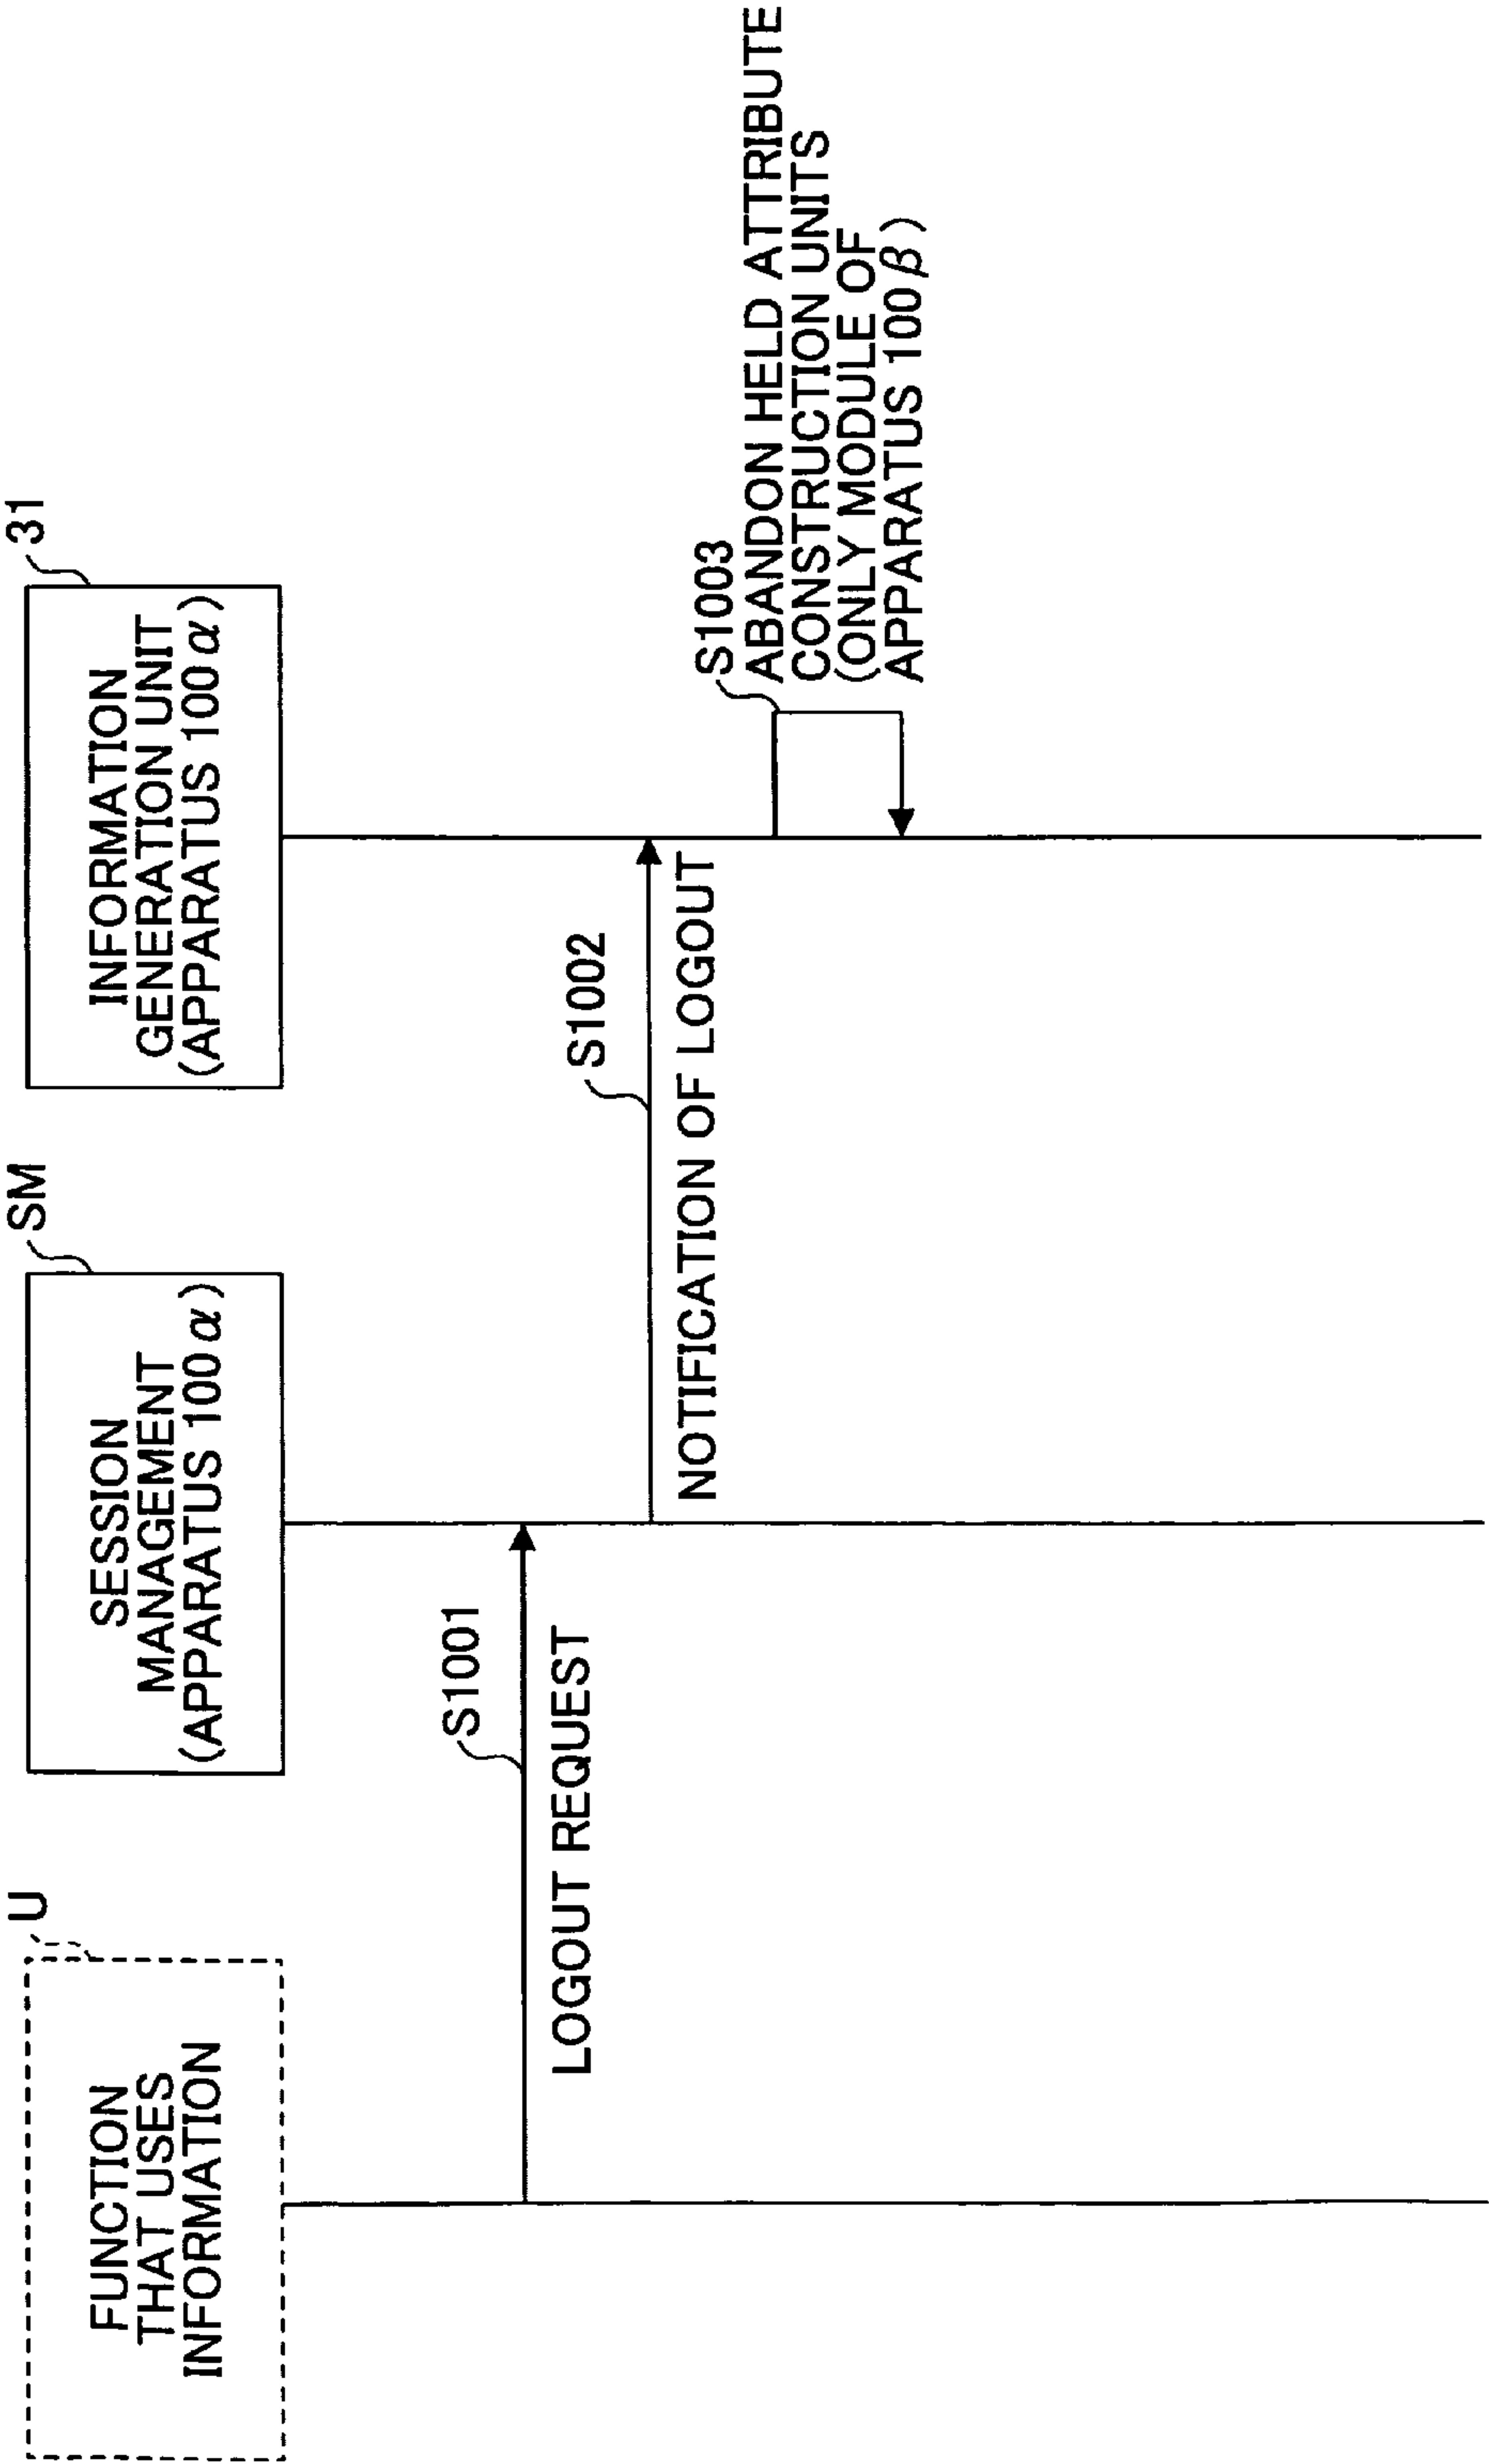 U
FUNCTION
THAT USES
INFORMATION
SM
SESSION
MANAGEMENT
(APPARATUS 100α)
31
INFORMATION
GENERATION UNIT
(APPARATUS 100α)
S1001
LOGOUT REQUEST
S1002
NOTIFICATION OF LOGOUT
S1003
ABANDON HELD ATTRIBUTE
CONSTRUCTION UNITS
(ONLY MODULE OF
APPARATUS 100β)